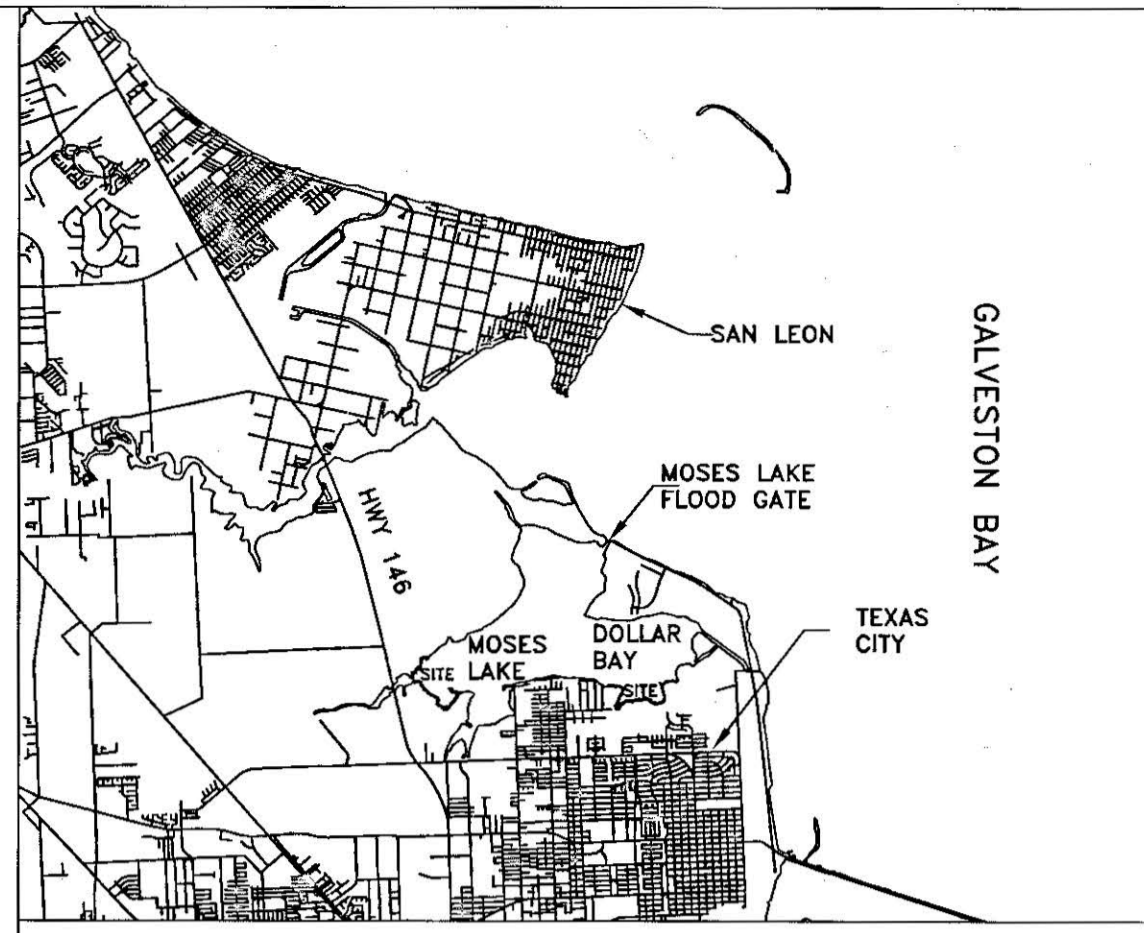 SAN LEON
GALVESTON BAY
MOSES LAKE
FLOOD GATE
HWY 146
TEXAS
CITY
MOSES
LAKE
DOLLAR
BAY
SITE
SITE